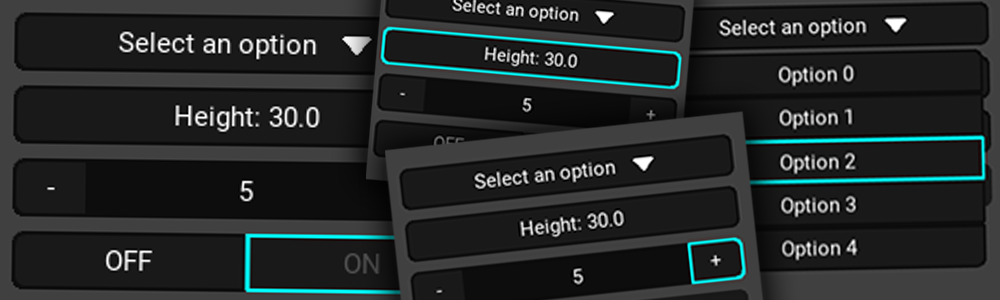 Select an option
Height: 30.0
- 5
OFF ON
Select an option
Height: 30.0
- 5 +
OFF
Select an option
Height: 30.0
- 5 +
Select an option
Option 0
Option 1
Option 2
Option 3
Option 4